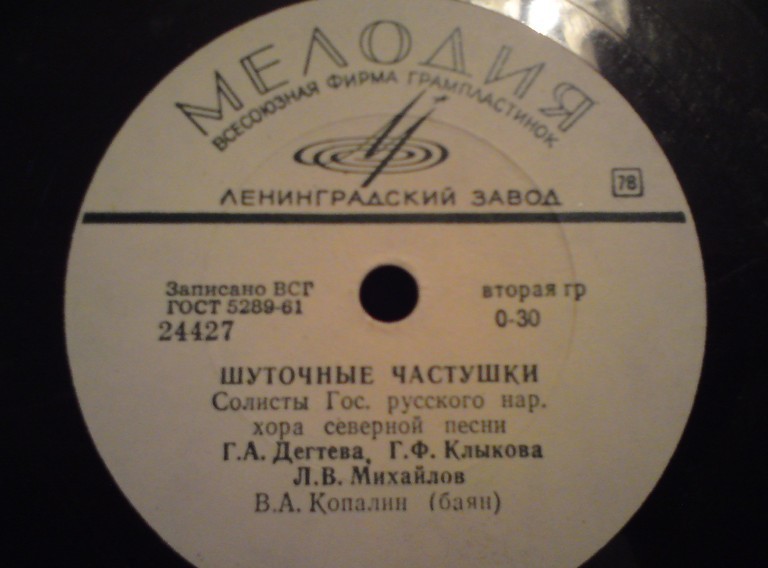 МЕЛОДИЯ
ВСЕСОЮЗНАЯ ФИРМА ГРАМПЛАСТИНОК
ЛЕНИНГРАДСКИЙ ЗАВОД
78
Записано ВСГ вторая гр
ГОСТ 5289-61 0-30
24427
ШУТОЧНЫЕ ЧАСТУШКИ
Солисты Гос. русского нар.
хора северной песни
Г.А. Дегтева, Г.Ф. Клыкова
Л.В. Михайлов
В.А. Копалин (баян)